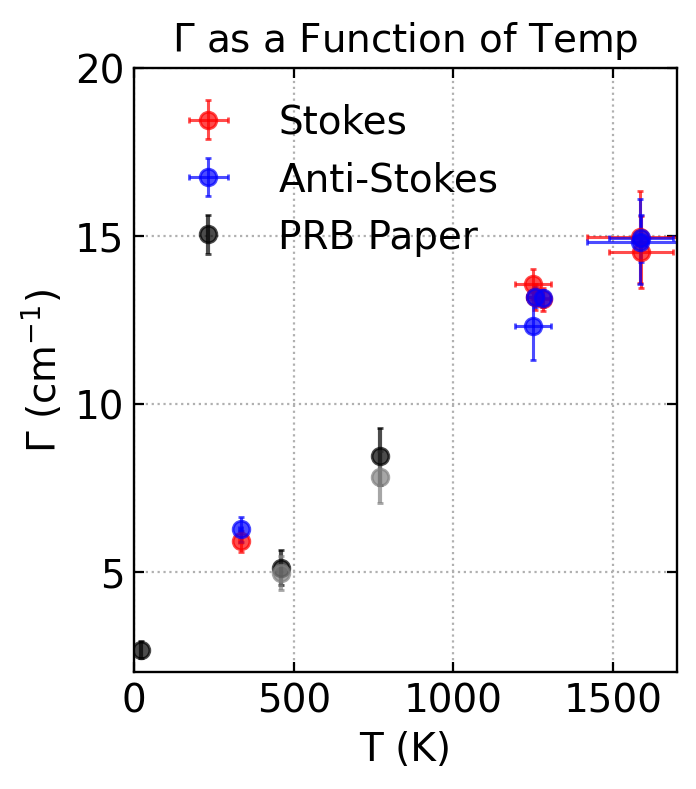 Γ as a Function of Temp
20
15
10
5
Γ (cm⁻¹)
Stokes
Anti-Stokes
PRB Paper
0 500 1000 1500
T (K)